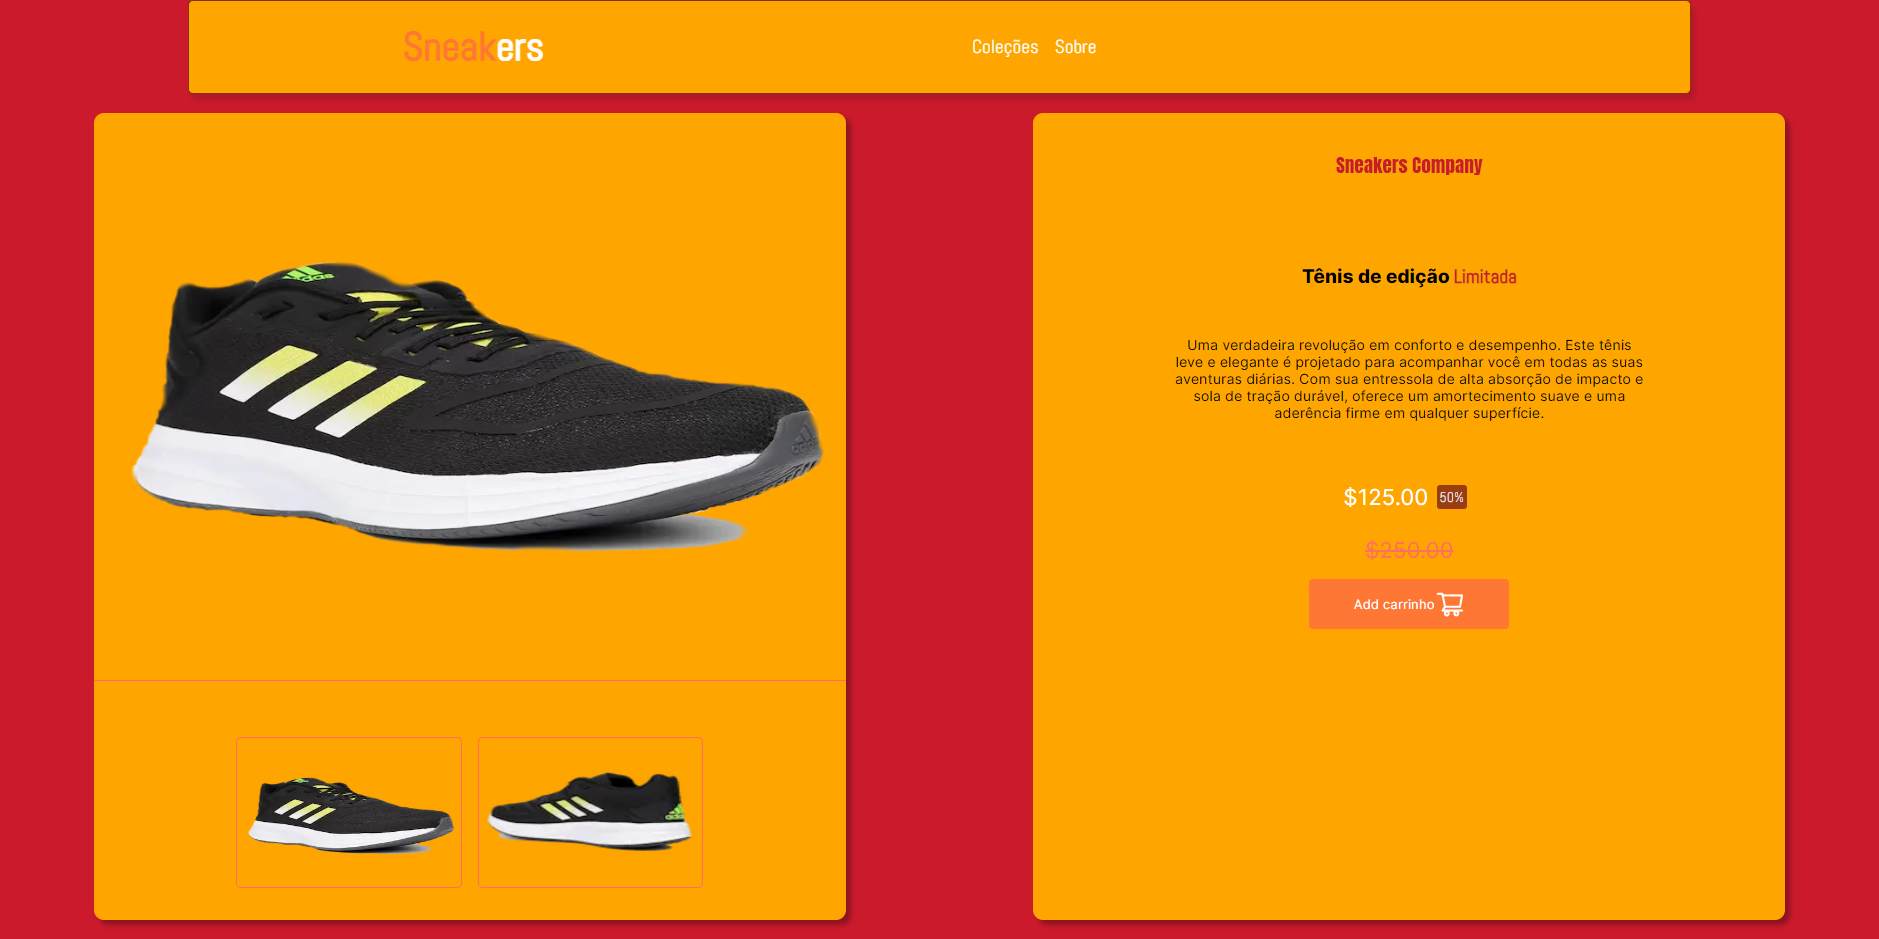 Sneakers
Coleções Sobre
adidas
Sneakers Company
Tênis de edição Limitada
Uma verdadeira revolução em conforto e desempenho. Este tênis
leve e elegante é projetado para acompanhar você em todas as suas
aventuras diárias. Com sua entressola de alta absorção de impacto e
sola de tração durável, oferece um amortecimento suave e uma
aderência firme em qualquer superfície.
$125.00 50%
$250.00
Add carrinho
adidas